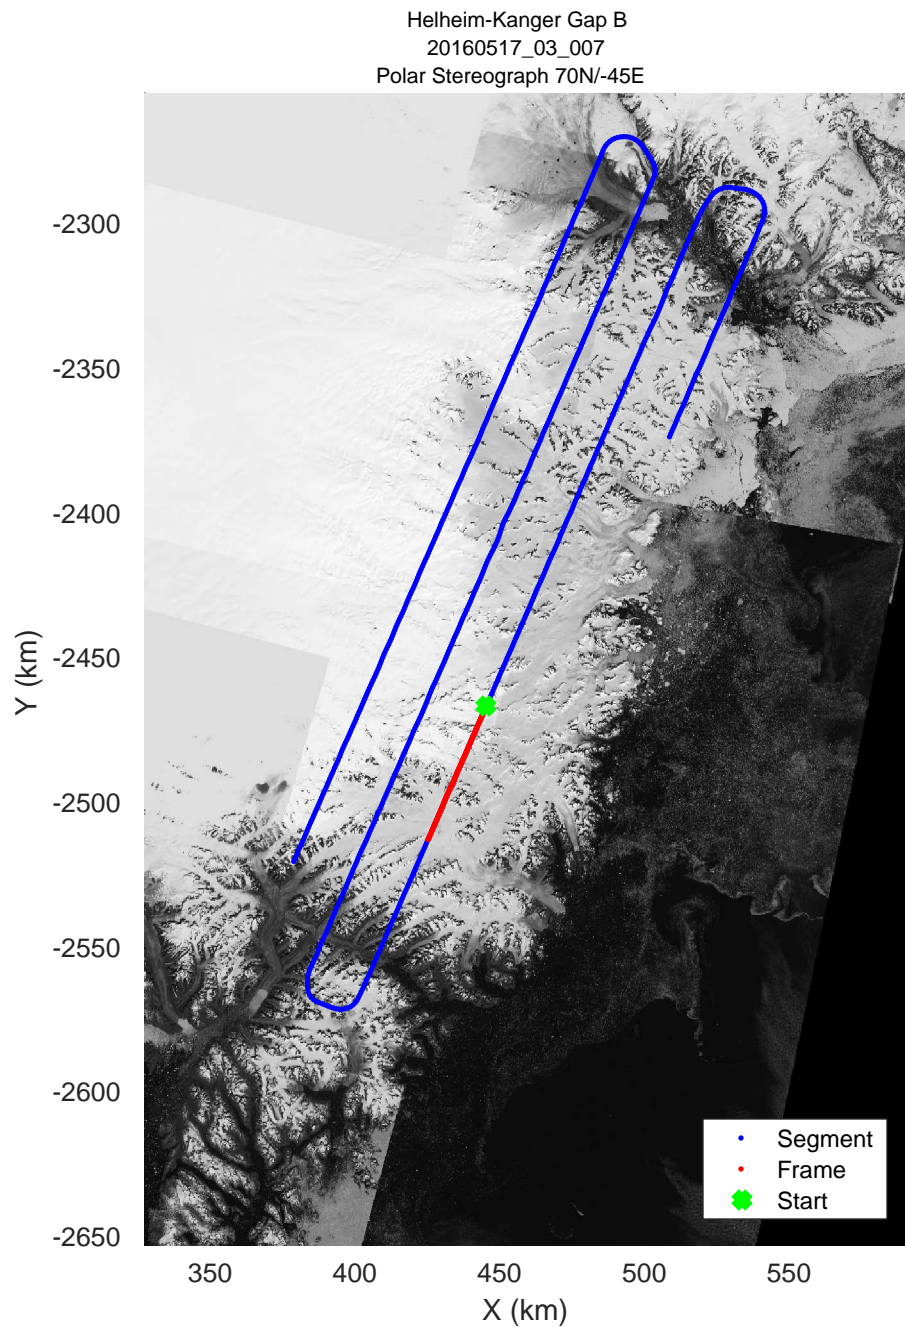 Helheim-Kanger Gap B
20160517_03_007
Polar Stereograph 70N/-45E
-2300
-2350
-2400
-2450
-2500
-2550
-2600
-2650
Y (km)
350
400
450
500
550
X (km)
Segment
Frame
Start